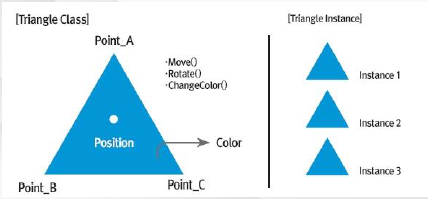 [Triangle Class]
Point_A
·Move()
·Rotate()
·ChangeColor()
Position
Color
Point_B
Point_C
[Triangle Instance]
Instance 1
Instance 2
Instance 3